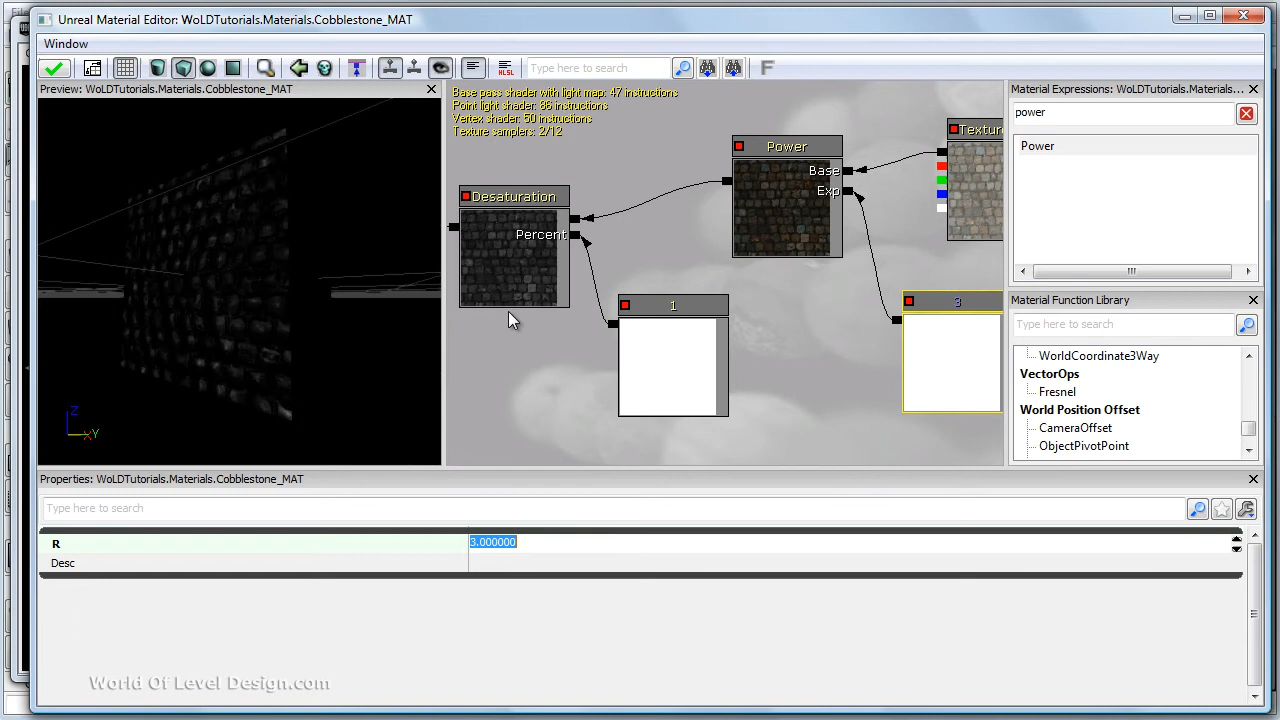 Unreal Material Editor: WoLDTutorials.Materials.Cobblestone_MAT
Window
HLSL
Type here to search
F
Preview: WoLDTutorials.Materials.Cobblestone_MAT
Z
X
Y
Base pass shader with light map: 47 instructions
Point light shader: 86 instructions
Vertex shader: 50 instructions
Texture samplers: 2/12
Desaturation
Percent
1
Power
Base
Exp
Texture
3
Material Expressions: WoLDTutorials.Materials...
power
Power
Material Function Library
Type here to search
WorldCoordinate3Way
VectorOps
Fresnel
World Position Offset
CameraOffset
ObjectPivotPoint
Properties: WoLDTutorials.Materials.Cobblestone_MAT
Type here to search
R 3.000000
Desc
World Of Level Design.com